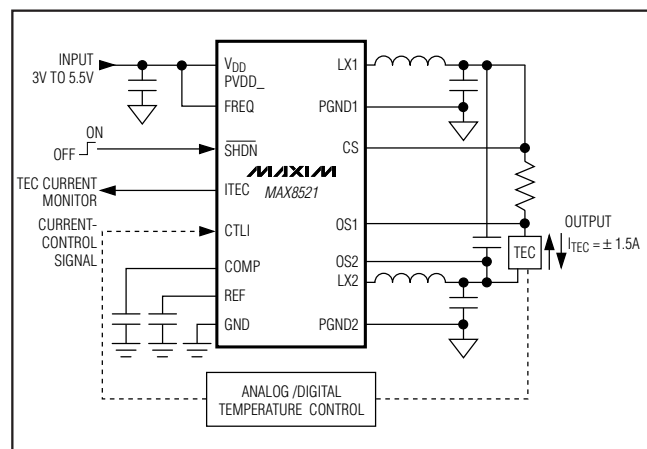 INPUT
3V TO 5.5V
ON
OFF
TEC CURRENT
MONITOR
CURRENT-
CONTROL
SIGNAL
VDD
PVDD_
FREQ
SHDN
ITEC
CTLI
COMP
REF
GND
MAXIM
MAX8521
LX1
PGND1
CS
OS1
OS2
LX2
PGND2
TEC
OUTPUT
ITEC = ± 1.5A
ANALOG /DIGITAL
TEMPERATURE CONTROL